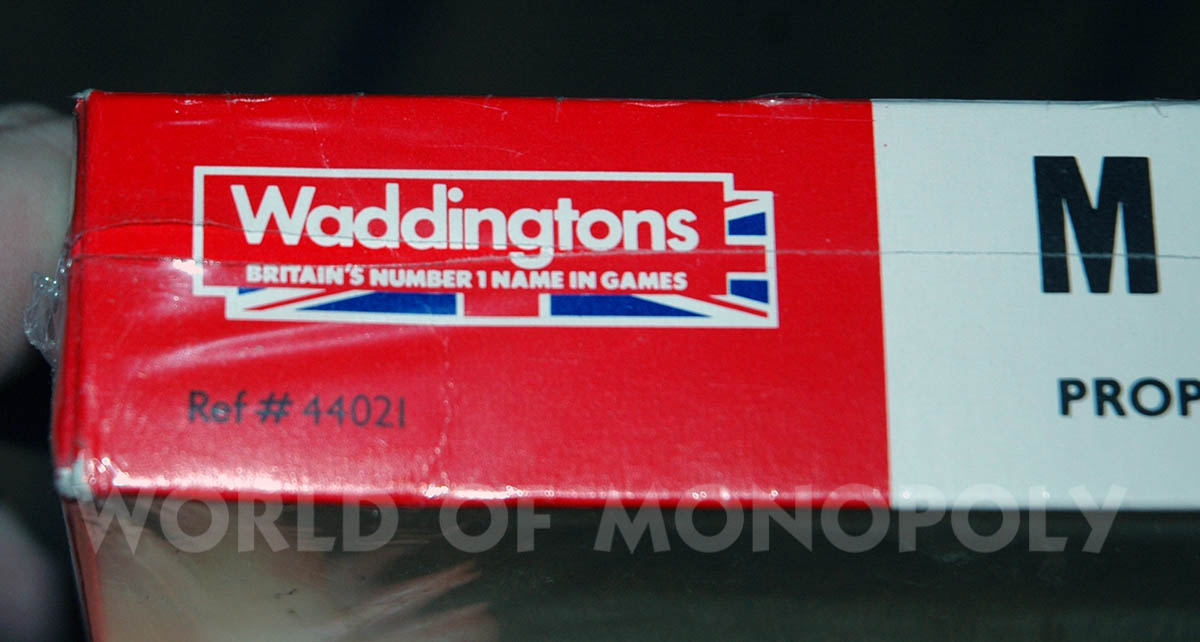 Waddingtons
BRITAIN'S NUMBER 1 NAME IN GAMES
M
Ref # 44021
PROP
WORLD OF MONOPOLY